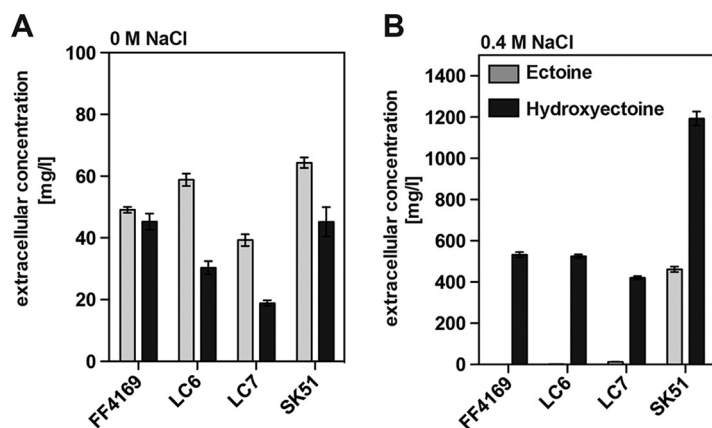 A
0 M NaCl
extracellular concentration
[mg/l]
100
80
60
40
20
0
FF4169
LC6
LC7
SK51
B
0.4 M NaCl
Ectoine
Hydroxyectoine
extracellular concentration
[mg/l]
1400
1200
1000
800
600
400
200
0
FF4169
LC6
LC7
SK51